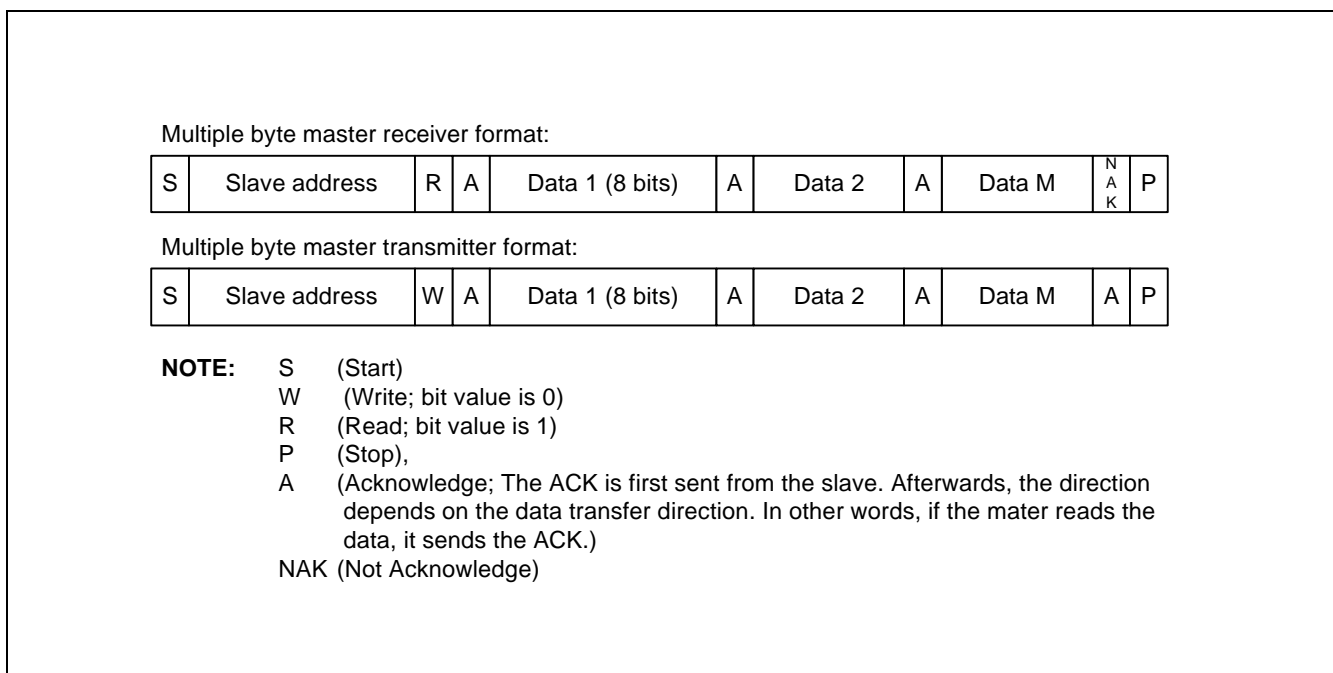 Multiple byte master receiver format:
S Slave address R A Data 1 (8 bits) A Data 2 A Data M NAK P
Multiple byte master transmitter format:
S Slave address W A Data 1 (8 bits) A Data 2 A Data M A P
NOTE: S (Start)
W (Write; bit value is 0)
R (Read; bit value is 1)
P (Stop),
A (Acknowledge; The ACK is first sent from the slave. Afterwards, the direction
depends on the data transfer direction. In other words, if the mater reads the
data, it sends the ACK.)
NAK (Not Acknowledge)